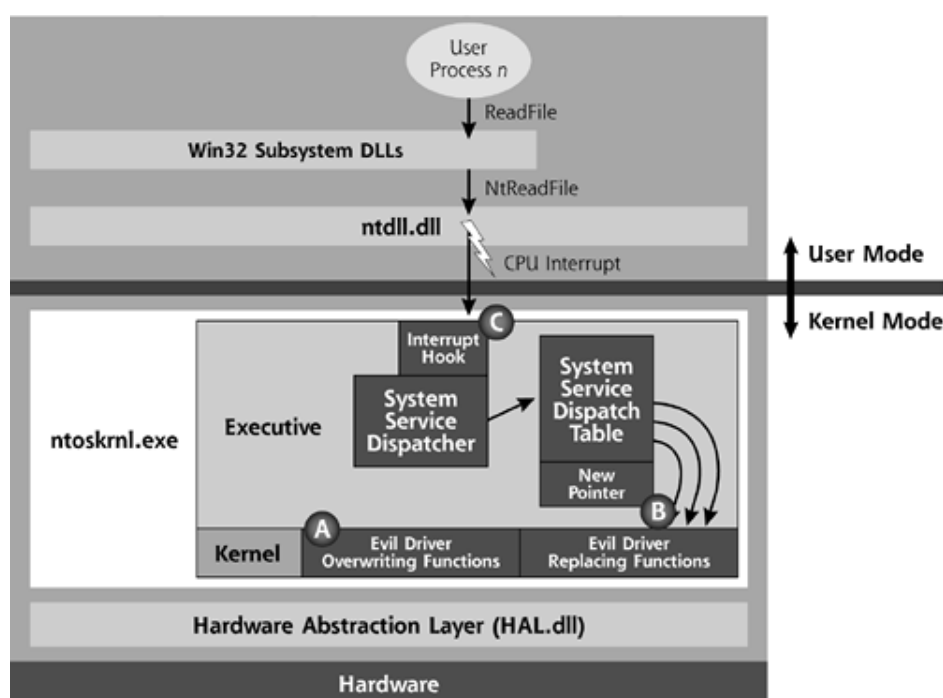 User
Process n
ReadFile
Win32 Subsystem DLLs
NtReadFile
ntdll.dll
CPU Interrupt
User Mode
Kernel Mode
C
Interrupt
Hook
System
Service
Dispatcher
System
Service
Dispatch
Table
New
Pointer
Executive
ntoskrnl.exe
A
B
Kernel
Evil Driver
Overwriting Functions
Evil Driver
Replacing Functions
Hardware Abstraction Layer (HAL.dll)
Hardware